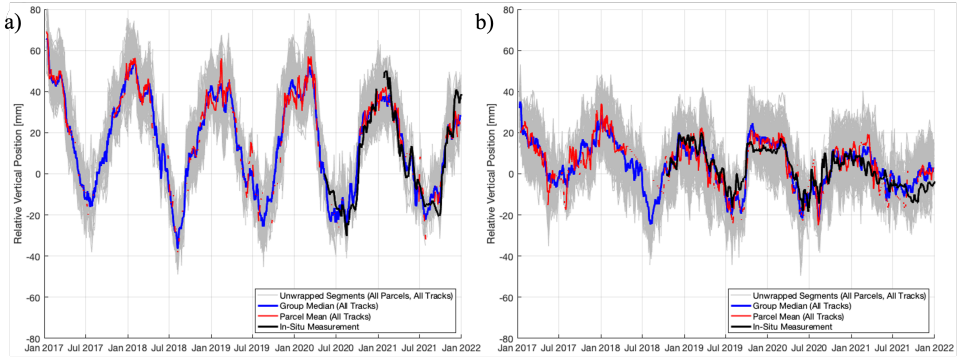 a)
80
60
40
20
0
-20
-40
-60
-80
Relative Vertical Position [mm]
Unwrapped Segments (All Parcels, All Tracks)
Group Median (All Tracks)
Parcel Mean (All Tracks)
In-Situ Measurement
Jan 2017 Jul 2017 Jan 2018 Jul 2018 Jan 2019 Jul 2019 Jan 2020 Jul 2020 Jan 2021 Jul 2021 Jan 2022
b)
80
60
40
20
0
-20
-40
-60
-80
Relative Vertical Position [mm]
Unwrapped Segments (All Parcels, All Tracks)
Group Median (All Tracks)
Parcel Mean (All Tracks)
In-Situ Measurement
Jan 2017 Jul 2017 Jan 2018 Jul 2018 Jan 2019 Jul 2019 Jan 2020 Jul 2020 Jan 2021 Jul 2021 Jan 2022